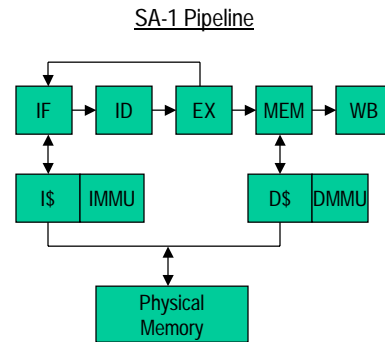 SA-1 Pipeline
IF ID EX MEM WB
I$ IMMU D$ DMMU
Physical
Memory